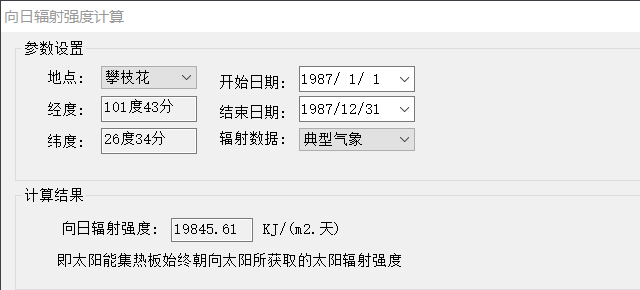 向日辐射强度计算
参数设置
地点: 攀枝花 开始日期: 1987/ 1/ 1
经度: 101度43分 结束日期: 1987/12/31
纬度: 26度34分 辐射数据: 典型气象
计算结果
向日辐射强度: 19845.61 KJ/(m2.天)
即太阳能集热板始终朝向太阳所获取的太阳辐射强度